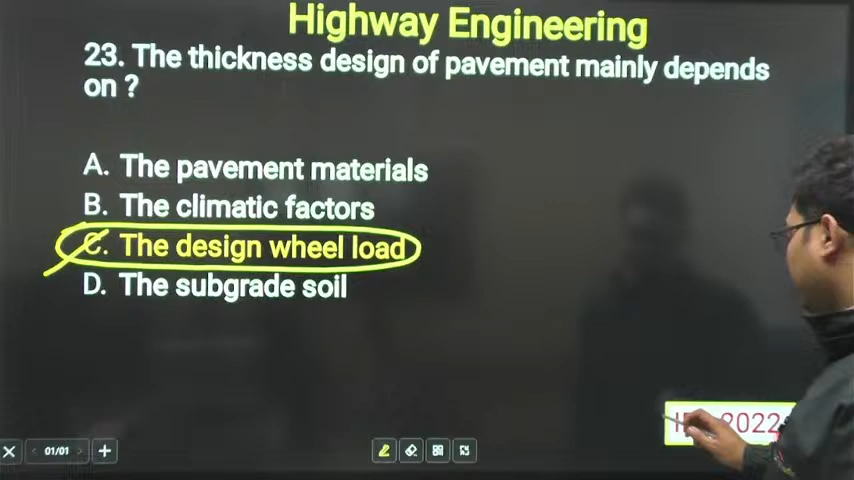 Highway Engineering
23. The thickness design of pavement mainly depends
on ?
A. The pavement materials
B. The climatic factors
C. The design wheel load
D. The subgrade soil
2022
01/01